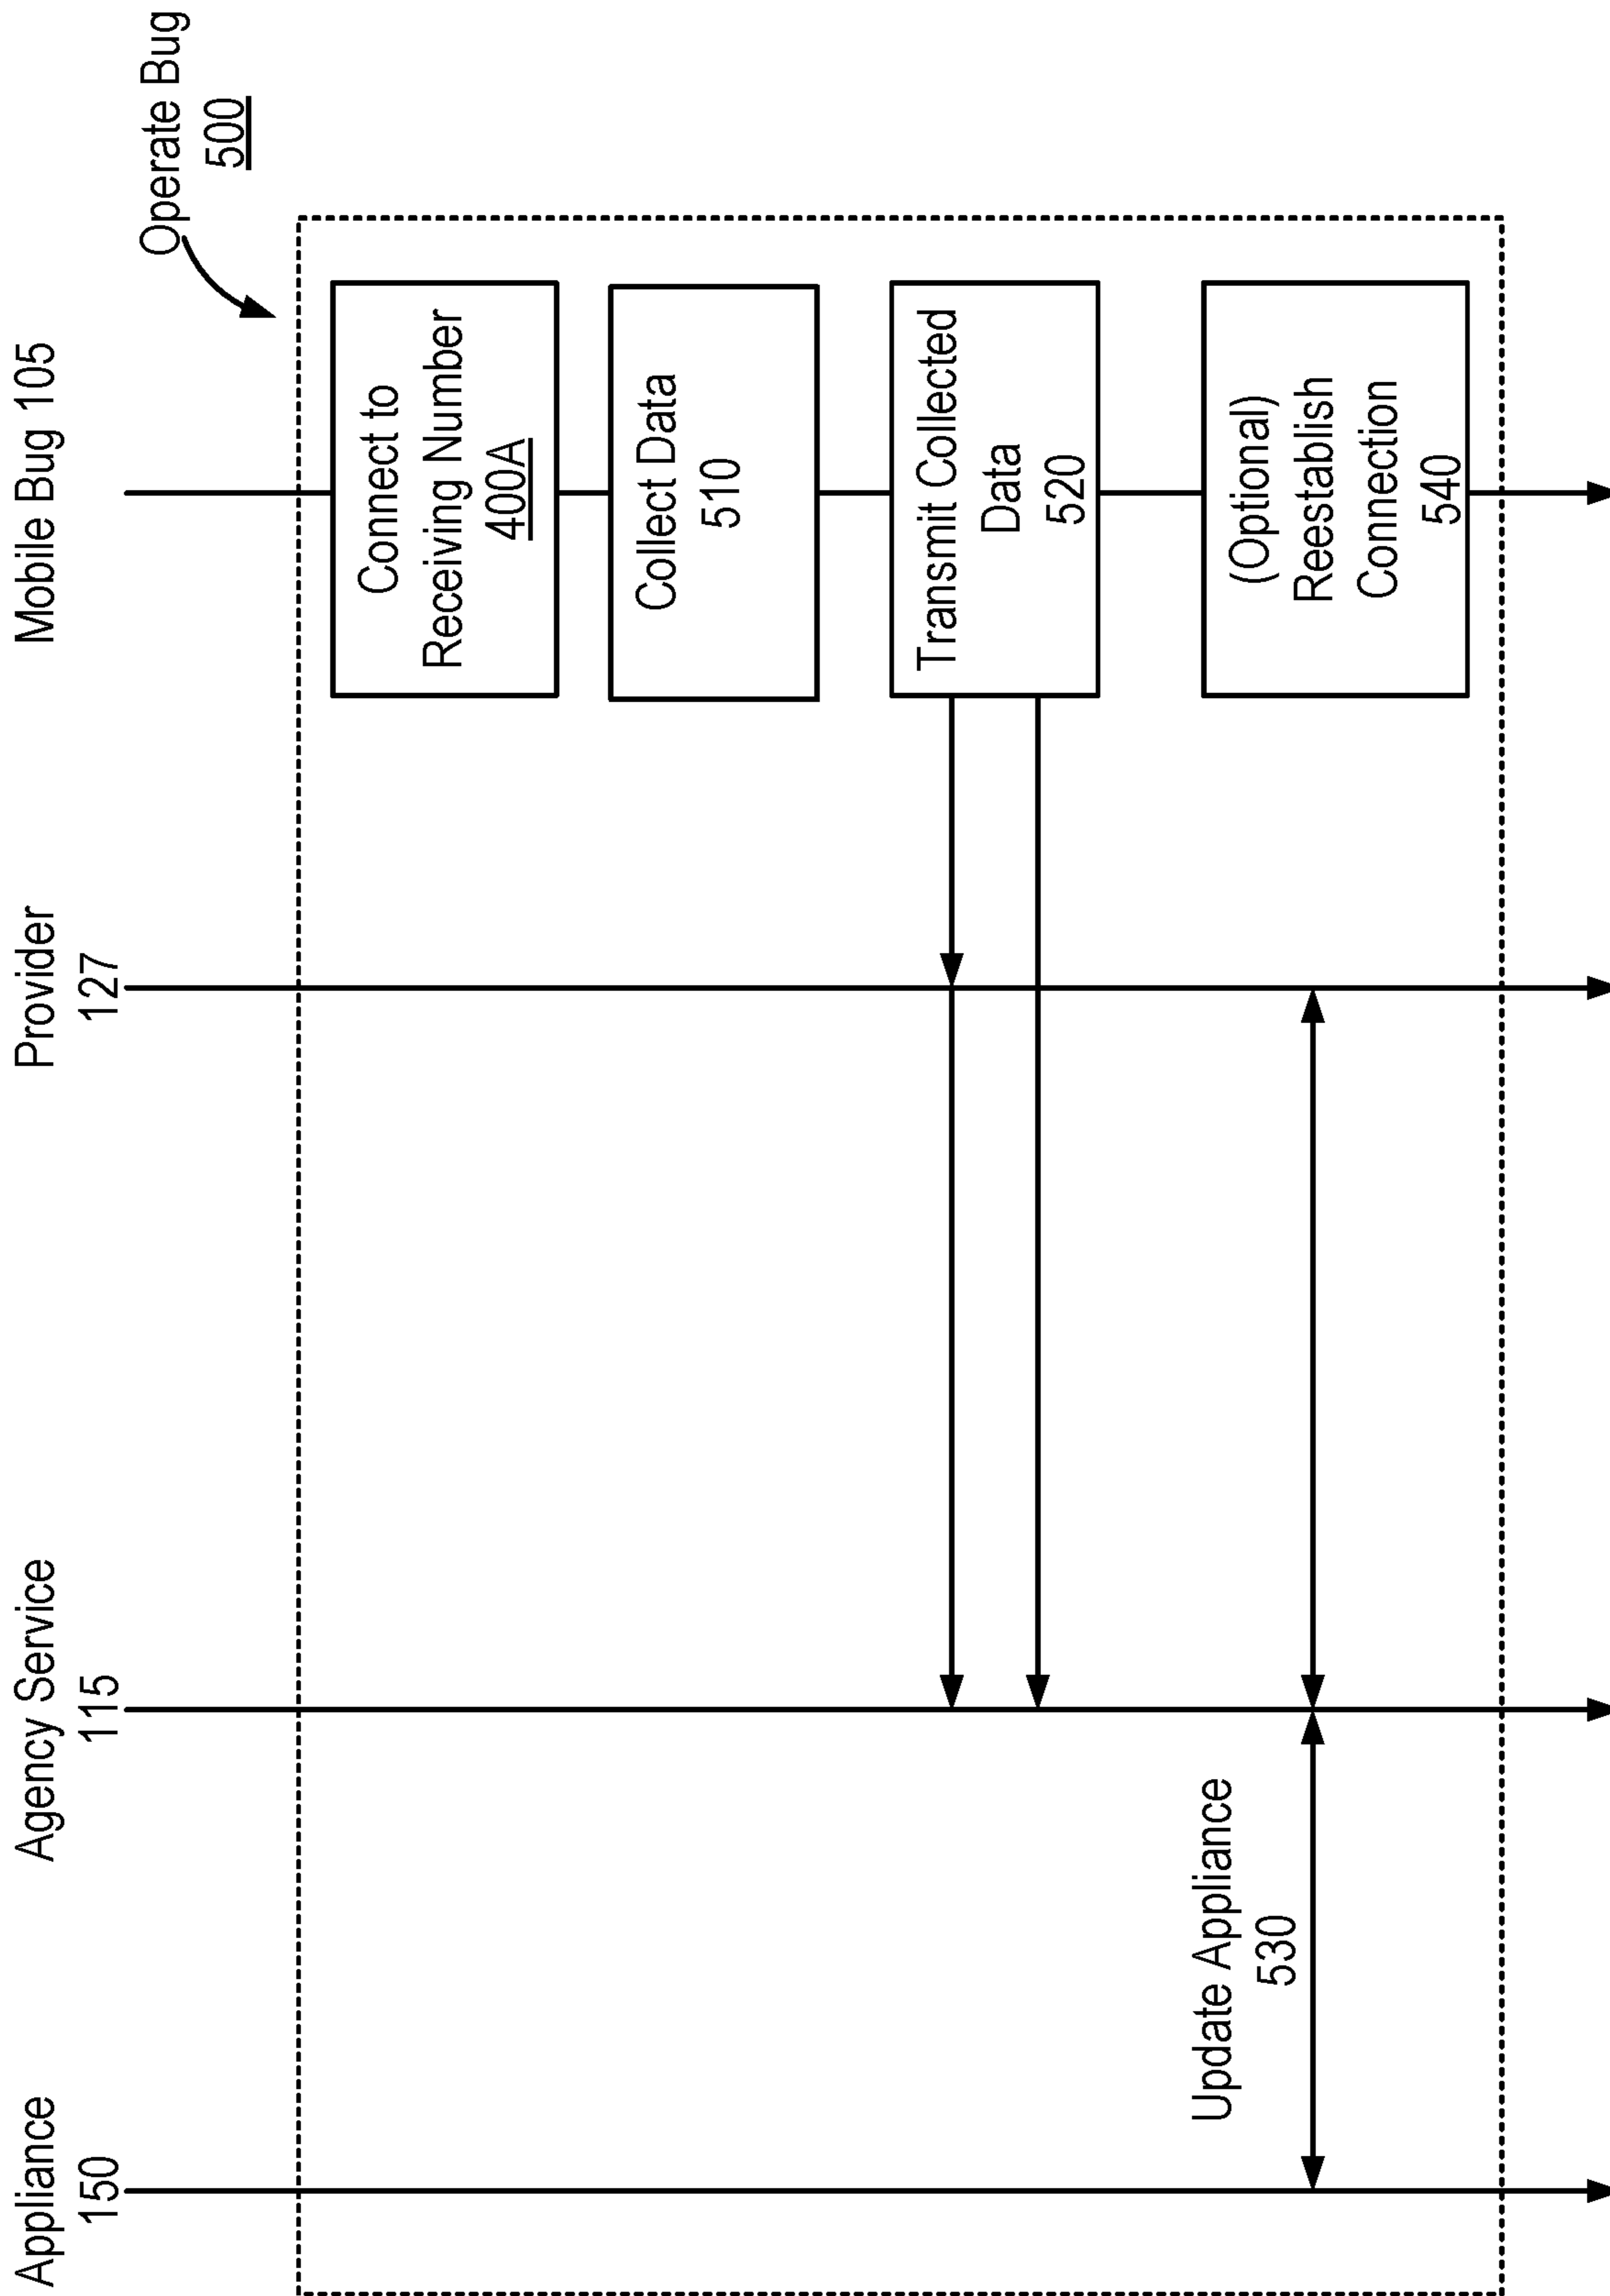 Appliance
150
Agency Service
115
Provider
127
Mobile Bug 105
Operate Bug
500
Connect to
Receiving Number
400A
Collect Data
510
Transmit Collected
Data
520
Update Appliance
530
(Optional)
Reestablish
Connection
540